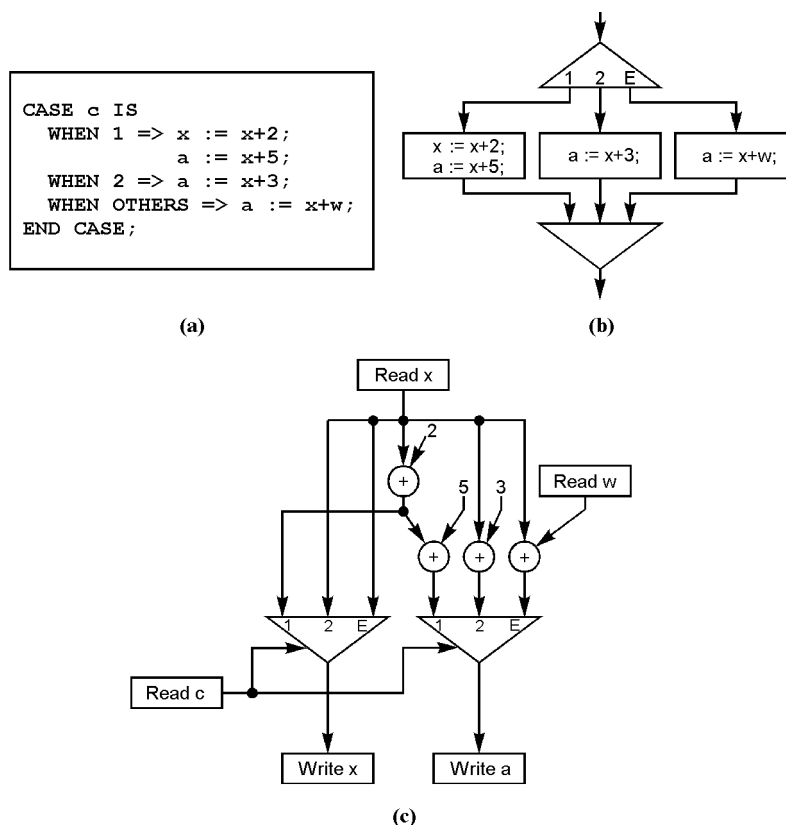 CASE c IS
WHEN 1 => x := x+2;
a := x+5;
WHEN 2 => a := x+3;
WHEN OTHERS => a := x+w;
END CASE;
(a)
1 2 E
x := x+2;
a := x+5;
a := x+3;
a := x+w;
(b)
Read x
2
+
5
3
Read w
+ + +
1 2 E
1 2 E
Read c
Write x
Write a
(c)